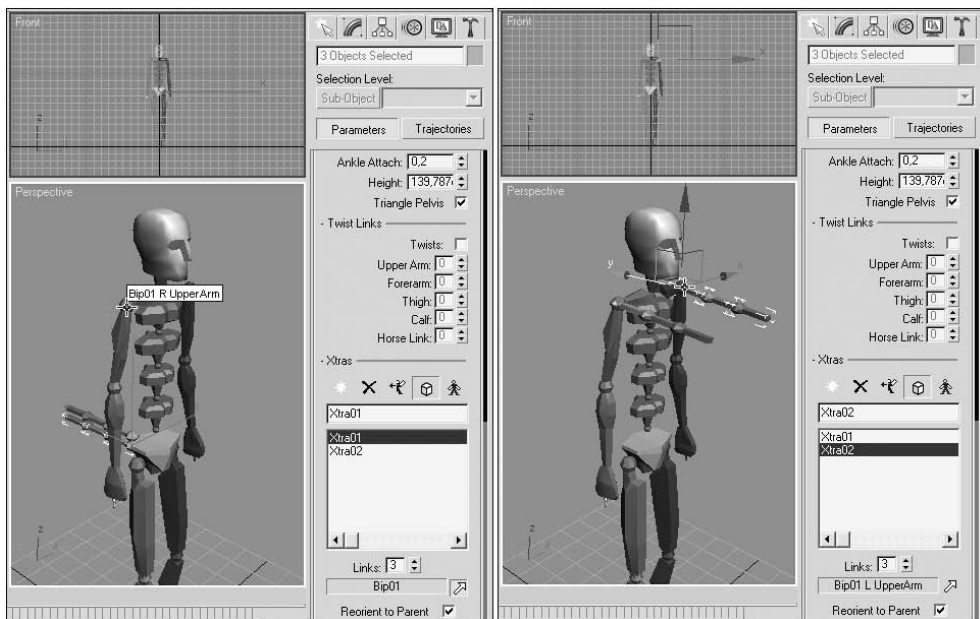 Front
z
x
Perspective
Bip01 R UpperArm
z
x
3 Objects Selected
Selection Level:
Sub-Object
Parameters
Trajectories
Ankle Attach: 0,2
Height: 139,787
Triangle Pelvis
- Twist Links
Twists:
Upper Arm: 0
Forerarm: 0
Thigh: 0
Calf: 0
Horse Link: 0
- Xtras
Xtra01
Xtra01
Xtra02
Links: 3
Bip01
Reorient to Parent
Front
z
x
Perspective
y
x
z
3 Objects Selected
Selection Level:
Sub-Object
Parameters
Trajectories
Ankle Attach: 0,2
Height: 139,787
Triangle Pelvis
- Twist Links
Twists:
Upper Arm: 0
Forerarm: 0
Thigh: 0
Calf: 0
Horse Link: 0
- Xtras
Xtra02
Xtra01
Xtra02
Links: 3
Bip01 L UpperArm
Reorient to Parent